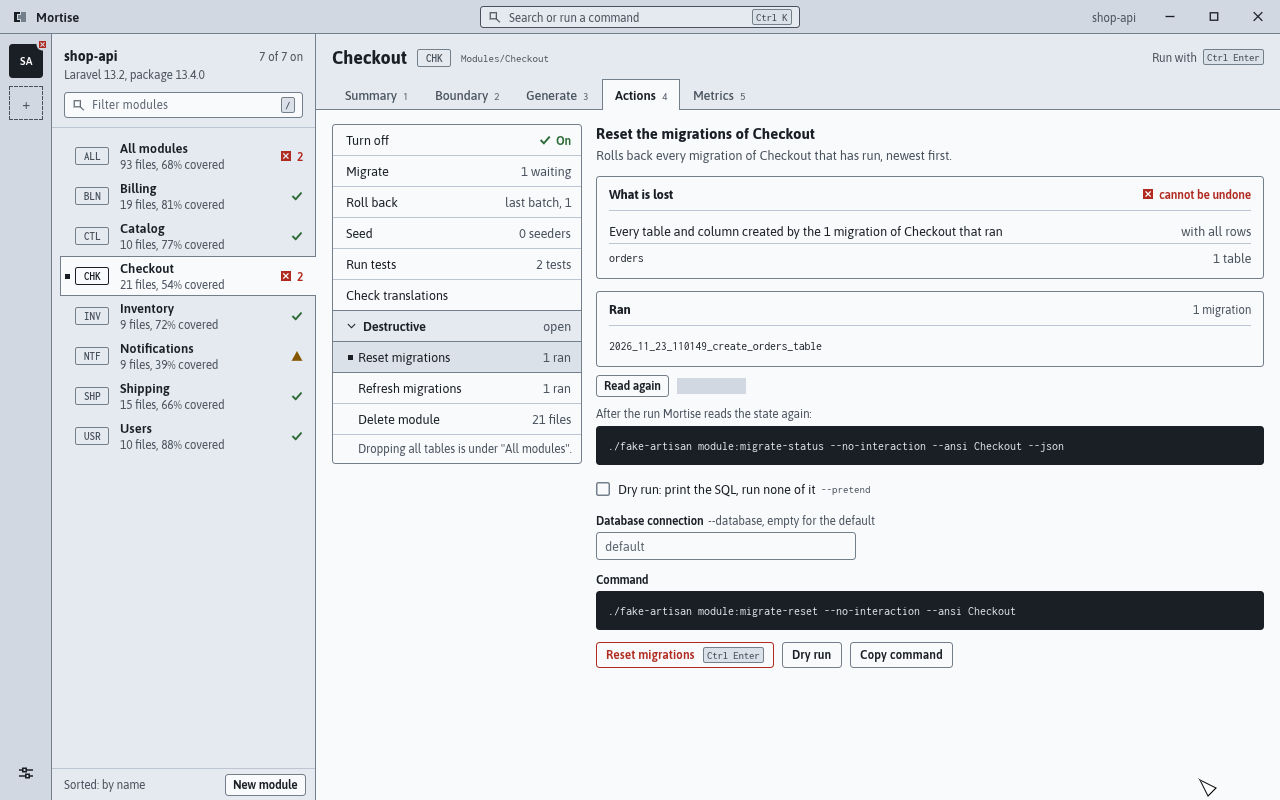 Mortise
Search or run a command
Ctrl K
shop-api
SA
+
shop-api
7 of 7 on
Laravel 13.2, package 13.4.0
Filter modules
/
ALL
All modules
93 files, 68% covered
2
BLN
Billing
19 files, 81% covered
CTL
Catalog
10 files, 77% covered
CHK
Checkout
21 files, 54% covered
2
INV
Inventory
9 files, 72% covered
NTF
Notifications
9 files, 39% covered
SHP
Shipping
15 files, 66% covered
USR
Users
10 files, 88% covered
Sorted: by name
New module
Checkout
CHK
Modules/Checkout
Run with
Ctrl Enter
Summary 1
Boundary 2
Generate 3
Actions 4
Metrics 5
Turn off
On
Migrate
1 waiting
Roll back
last batch, 1
Seed
0 seeders
Run tests
2 tests
Check translations
Destructive
open
Reset migrations
1 ran
Refresh migrations
1 ran
Delete module
21 files
Dropping all tables is under "All modules".
Reset the migrations of Checkout
Rolls back every migration of Checkout that has run, newest first.
What is lost
cannot be undone
Every table and column created by the 1 migration of Checkout that ran
with all rows
orders
1 table
Ran
1 migration
2026_11_23_110149_create_orders_table
Read again
After the run Mortise reads the state again:
./fake-artisan module:migrate-status --no-interaction --ansi Checkout --json
Dry run: print the SQL, run none of it --pretend
Database connection --database, empty for the default
default
Command
./fake-artisan module:migrate-reset --no-interaction --ansi Checkout
Reset migrations
Ctrl Enter
Dry run
Copy command